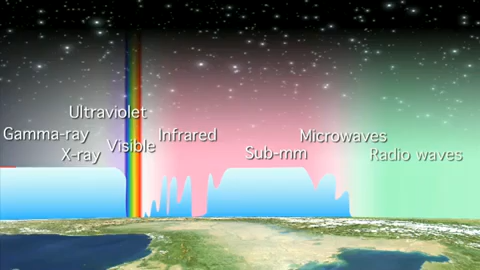 Ultraviolet
Gamma-ray
X-ray
Visible
Infrared
Sub-mm
Microwaves
Radio waves